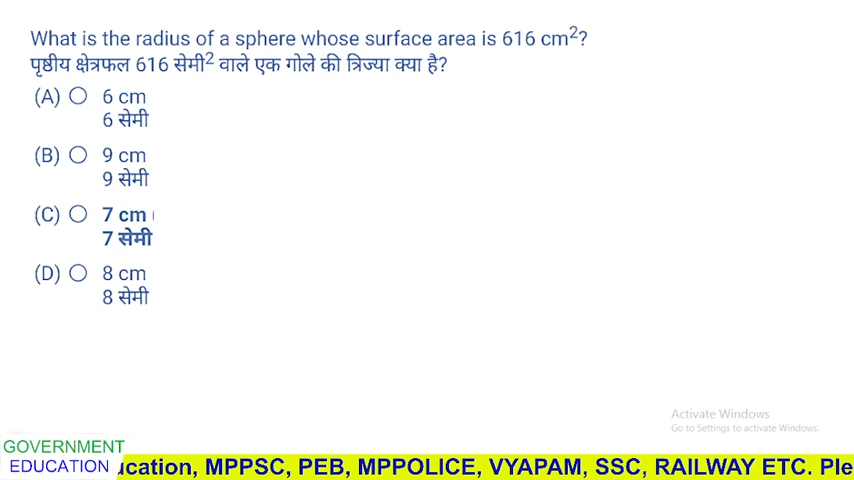 What is the radius of a sphere whose surface area is 616 cm²?
पृष्ठीय क्षेत्रफल 616 सेमी² वाले एक गोले की त्रिज्या क्या है?
(A) 6 cm
6 सेमी
(B) 9 cm
9 सेमी
(C) 7 cm
7 सेमी
(D) 8 cm
8 सेमी
Activate Windows
Go to Settings to activate Windows.
GOVERNMENT
EDUCATION
ucation, MPPSC, PEB, MPPOLICE, VYAPAM, SSC, RAILWAY ETC. Ple